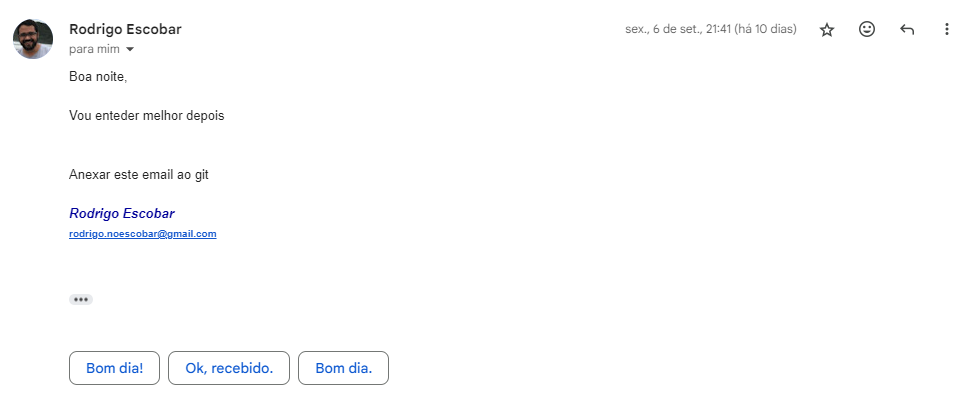 Rodrigo Escobar
sex., 6 de set., 21:41 (há 10 dias)
para mim
Boa noite,
Vou enteder melhor depois
Anexar este email ao git
Rodrigo Escobar
rodrigo.noescobar@gmail.com
Bom dia!
Ok, recebido.
Bom dia.